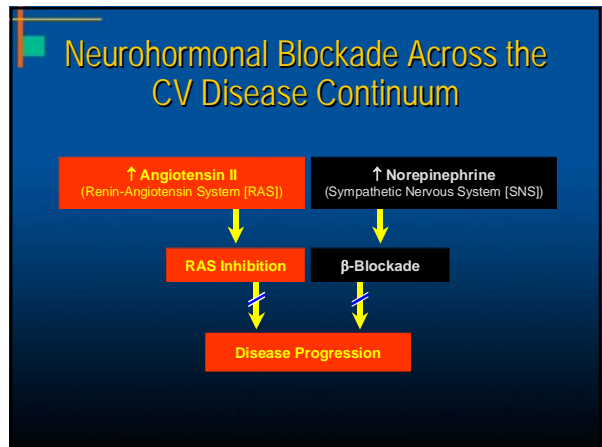 Neurohormonal Blockade Across the
CV Disease Continuum
↑ Angiotensin II
(Renin-Angiotensin System [RAS])
↑ Norepinephrine
(Sympathetic Nervous System [SNS])
RAS Inhibition
β-Blockade
Disease Progression